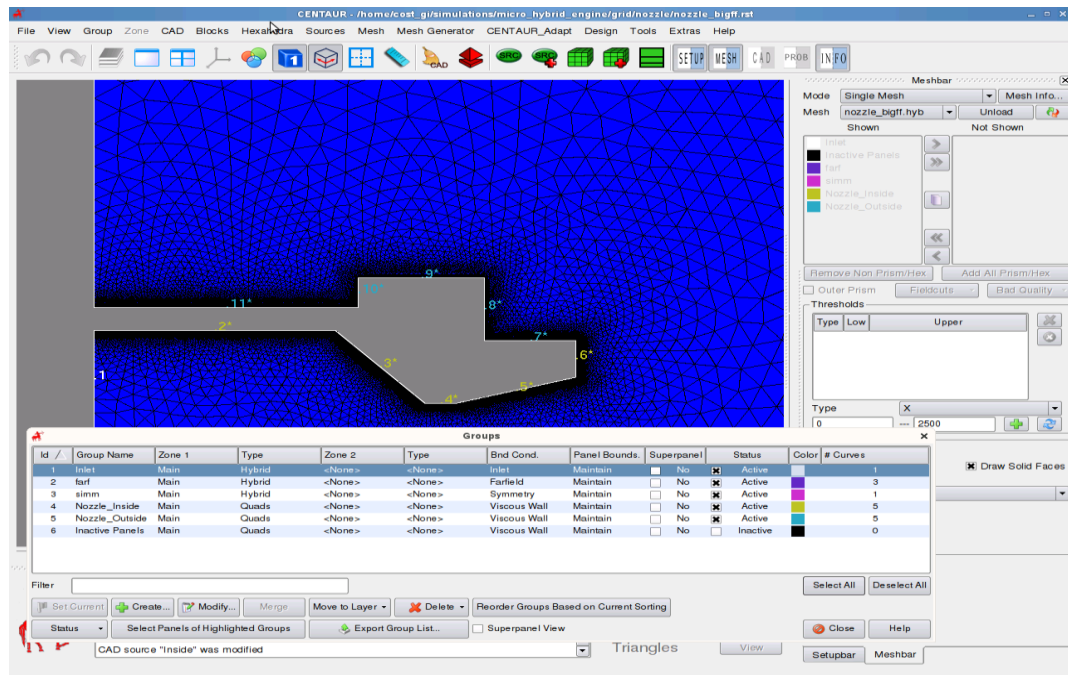 CENTAUR - /home/cost_gi/simulations/micro_hybrid_engine/grid/nozzle/nozzle_bigff.rst
File View Group Zone CAD Blocks Hexahedra Sources Mesh Mesh Generator CENTAUR_Adapt Design Tools Extras Help
1 CAD SRC SRC SETUP MESH CAD PROB INFO
Meshbar
Mode Single Mesh Mesh Info...
Mesh nozzle_bigff.hyb Unload
Shown Not Shown
Inlet
Inactive Panels
farf
simm
Nozzle_Inside
Nozzle_Outside
Remove Non Prism/Hex Add All Prism/Hex
Outer Prism Fieldcuts Bad Quality
Thresholds
Type Low Upper
Type X
0 --- 2500
Draw Solid Faces
.9*
10*
.11*
.8*
2*
.7*
3*
.6*
.1
5*
4*
Groups
Id Group Name Zone 1 Type Zone 2 Type Bnd Cond. Panel Bounds. Superpanel Status Color # Curves
1 Inlet Main Hybrid <None> <None> Inlet Maintain No Active 1
2 farf Main Hybrid <None> <None> Farfield Maintain No Active 3
3 simm Main Hybrid <None> <None> Symmetry Maintain No Active 1
4 Nozzle_Inside Main Quads <None> <None> Viscous Wall Maintain No Active 5
5 Nozzle_Outside Main Quads <None> <None> Viscous Wall Maintain No Active 5
6 Inactive Panels Main Quads <None> <None> Viscous Wall Maintain No Inactive 0
Filter Select All Deselect All
Set Current Create... Modify... Merge Move to Layer Delete Reorder Groups Based on Current Sorting
Status Select Panels of Highlighted Groups Export Group List... Superpanel View Close Help
CAD source "Inside" was modified Triangles View
Setupbar Meshbar